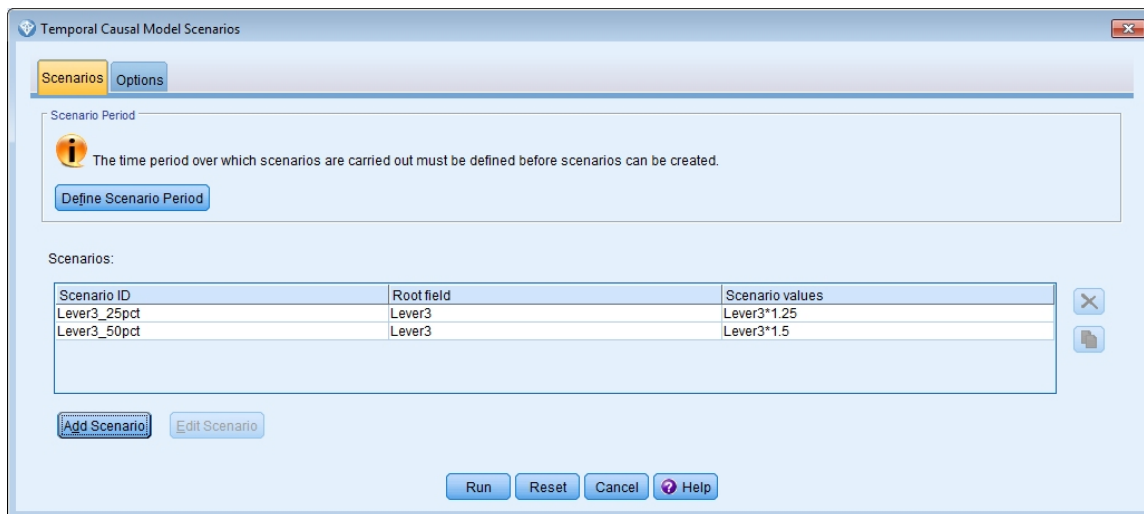 Temporal Causal Model Scenarios
Scenarios Options
Scenario Period
The time period over which scenarios are carried out must be defined before scenarios can be created.
Define Scenario Period
Scenarios:
Scenario ID Root field Scenario values
Lever3_25pct Lever3 Lever3*1.25
Lever3_50pct Lever3 Lever3*1.5
Add Scenario Edit Scenario
Run Reset Cancel Help